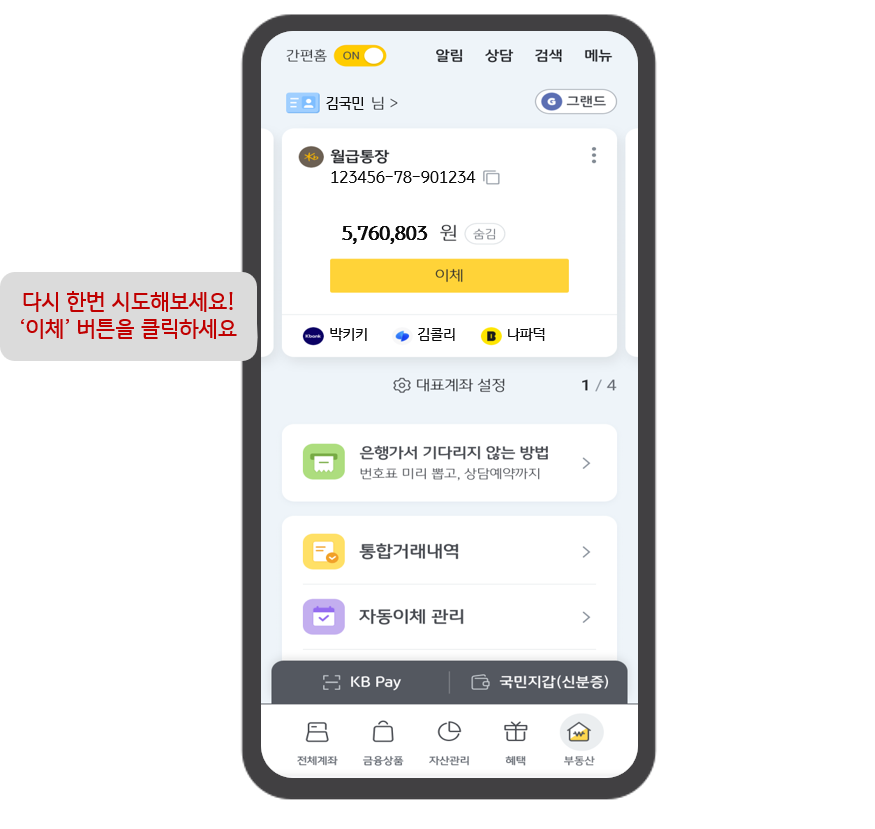 간편홈 ON 알림 상담 검색 메뉴
김국민 님 > G 그랜드
월급통장
123456-78-901234
5,760,803 원 숨김
이체
다시 한번 시도해보세요!
‘이체’ 버튼을 클릭하세요
Kbank 박키키 김콜리 B 나파덕
대표계좌 설정 1 / 4
은행가서 기다리지 않는 방법
번호표 미리 뽑고, 상담예약까지
통합거래내역
자동이체 관리
KB Pay 국민지갑(신분증)
전체계좌 금융상품 자산관리 혜택 부동산